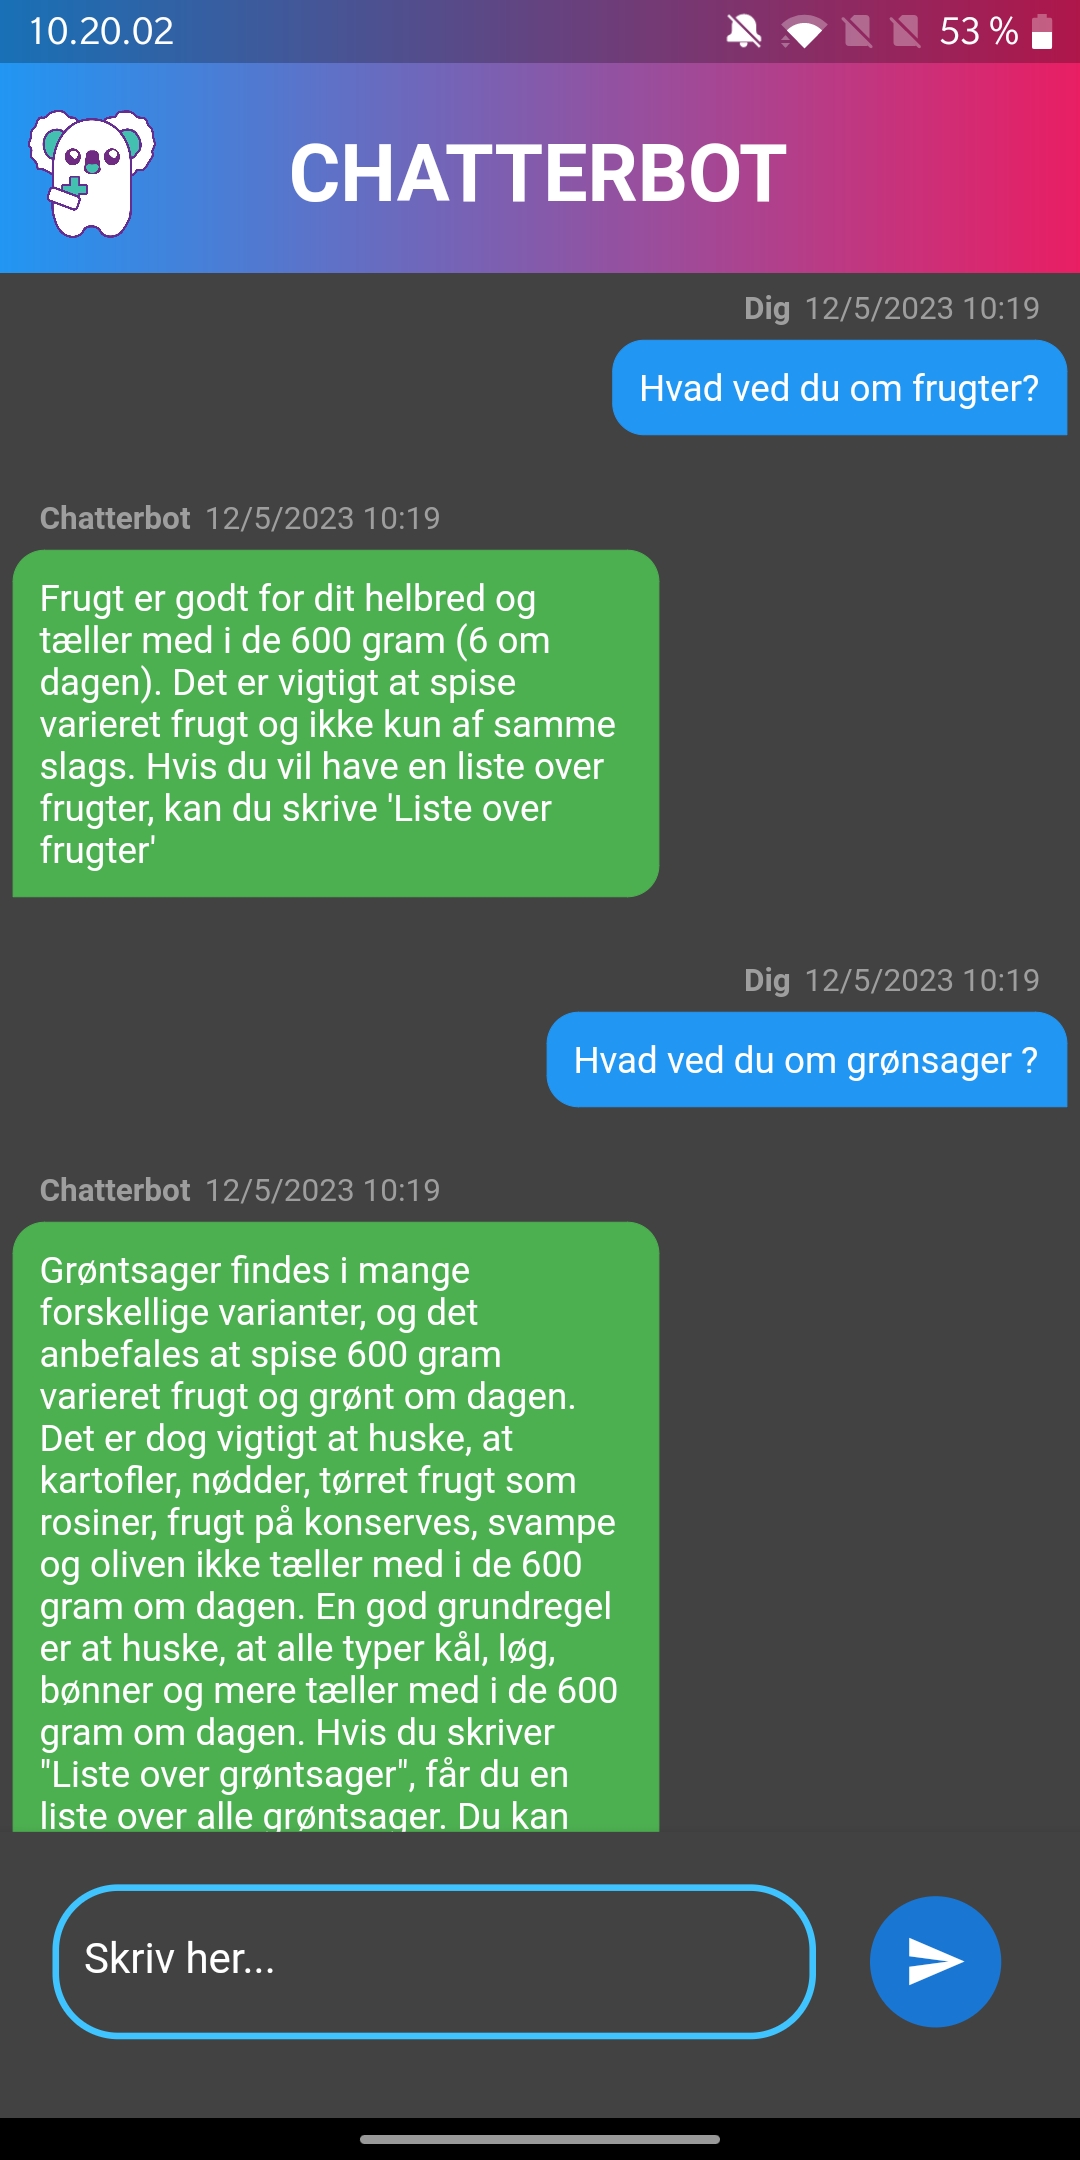 10.20.02
53 %
CHATTERBOT
Dig 12/5/2023 10:19
Hvad ved du om frugter?
Chatterbot 12/5/2023 10:19
Frugt er godt for dit helbred og
tæller med i de 600 gram (6 om
dagen). Det er vigtigt at spise
varieret frugt og ikke kun af samme
slags. Hvis du vil have en liste over
frugter, kan du skrive 'Liste over
frugter'
Dig 12/5/2023 10:19
Hvad ved du om grønsager ?
Chatterbot 12/5/2023 10:19
Grøntsager findes i mange
forskellige varianter, og det
anbefales at spise 600 gram
varieret frugt og grønt om dagen.
Det er dog vigtigt at huske, at
kartofler, nødder, tørret frugt som
rosiner, frugt på konserves, svampe
og oliven ikke tæller med i de 600
gram om dagen. En god grundregel
er at huske, at alle typer kål, løg,
bønner og mere tæller med i de 600
gram om dagen. Hvis du skriver
"Liste over grøntsager", får du en
liste over alle grøntsager. Du kan
Skriv her...